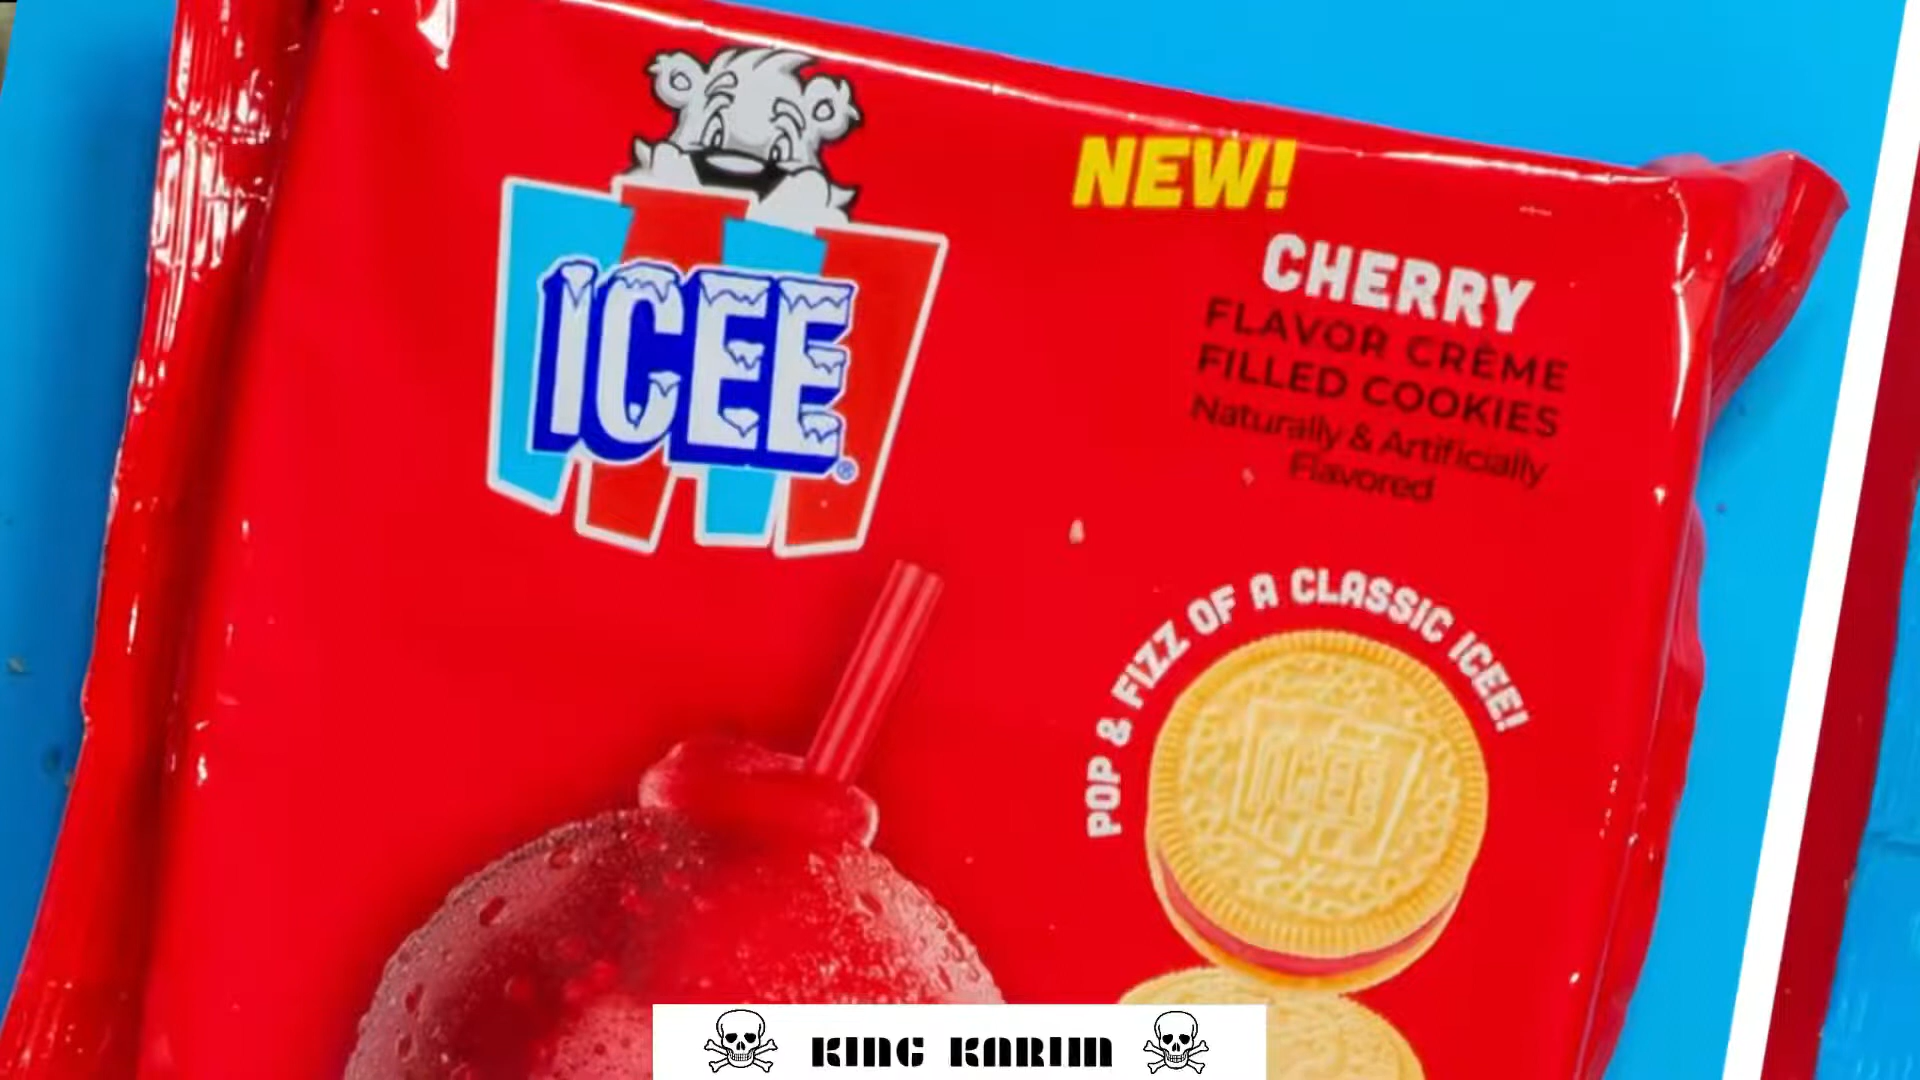 NEW!
ICEE®
CHERRY
FLAVOR CRÈME
FILLED COOKIES
Naturally & Artificially
Flavored
POP & FIZZ OF A CLASSIC ICEE!
ICEE
KING KARIM